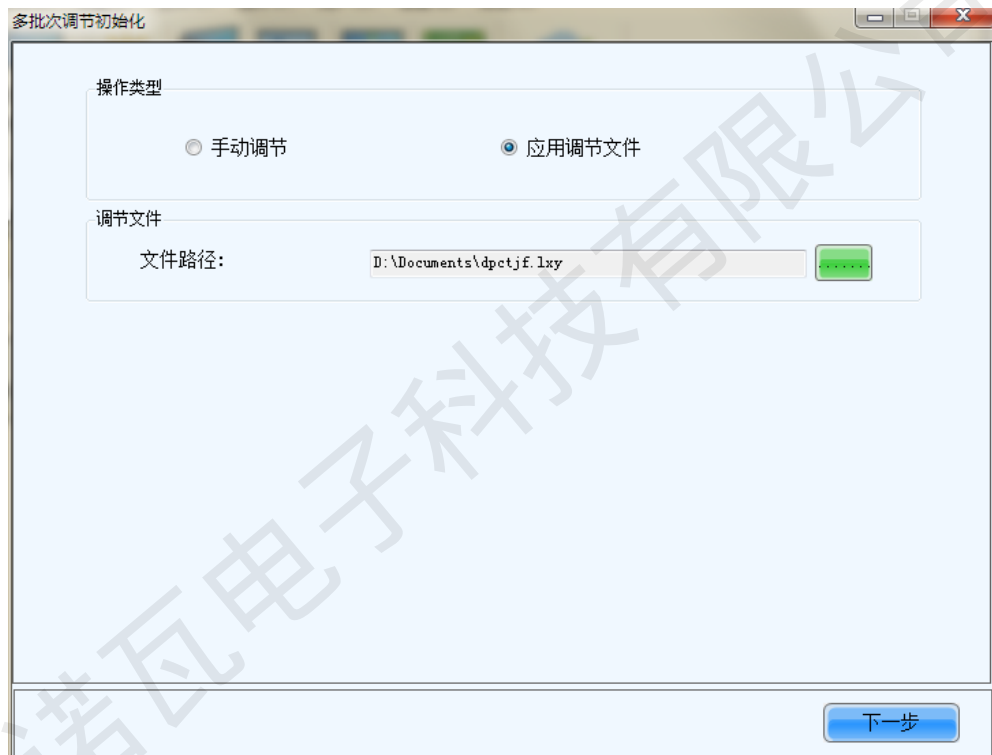 多批次调节初始化
操作类型
手动调节
应用调节文件
调节文件
文件路径:
D:\Documents\dpctjf.lxy
.......
下一步
诺瓦电子科技有限公司